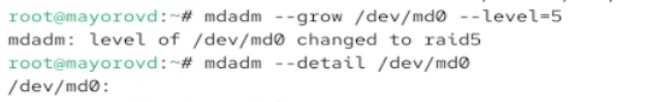 root@mayorovd:~# mdadm --grow /dev/md0 --level=5
mdadm: level of /dev/md0 changed to raid5
root@mayorovd:~# mdadm --detail /dev/md0
/dev/md0: